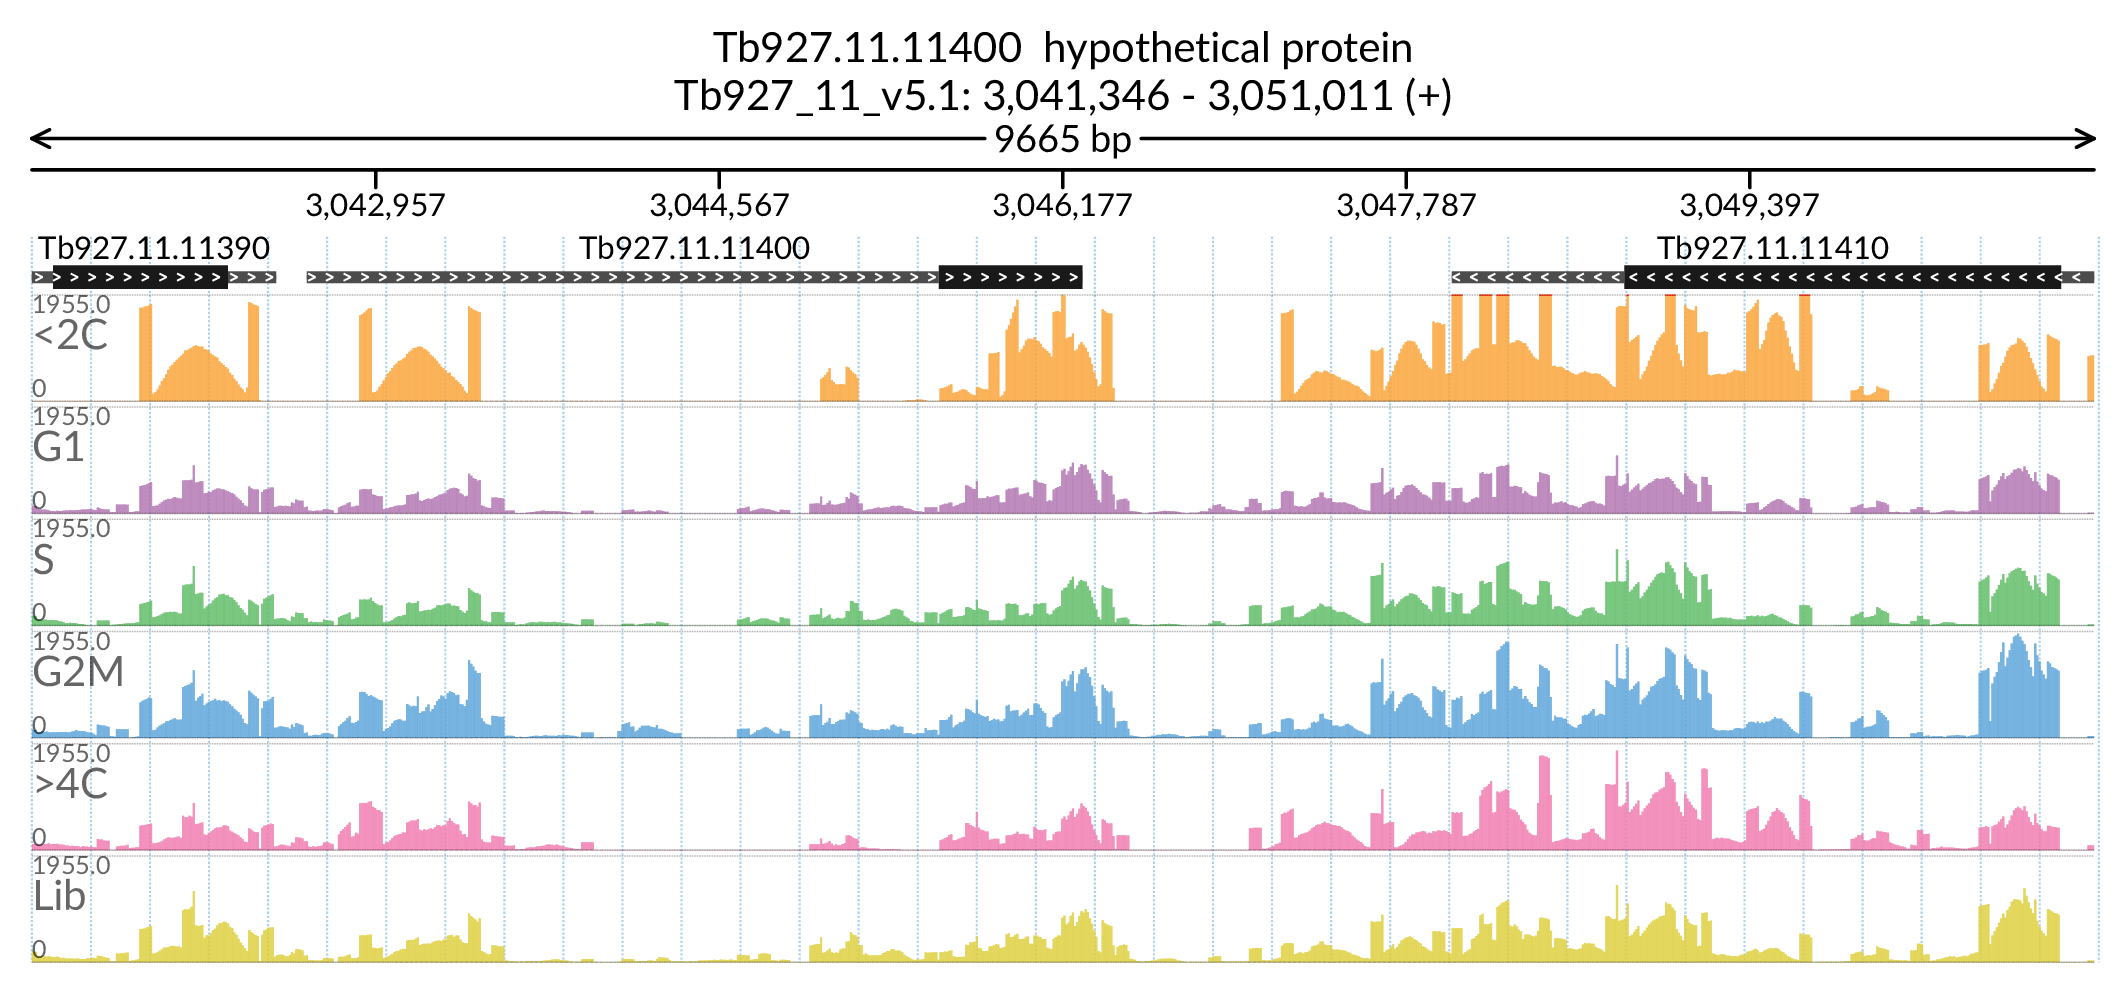 Tb927.11.11400 hypothetical protein
Tb927_11_v5.1: 3,041,346 - 3,051,011 (+)
9665 bp
3,042,957 3,044,567 3,046,177 3,047,787 3,049,397
Tb927.11.11390 Tb927.11.11400 Tb927.11.11410
1955.0
<2C
0
1955.0
G1
0
1955.0
S
0
1955.0
G2M
0
1955.0
>4C
0
1955.0
Lib
0